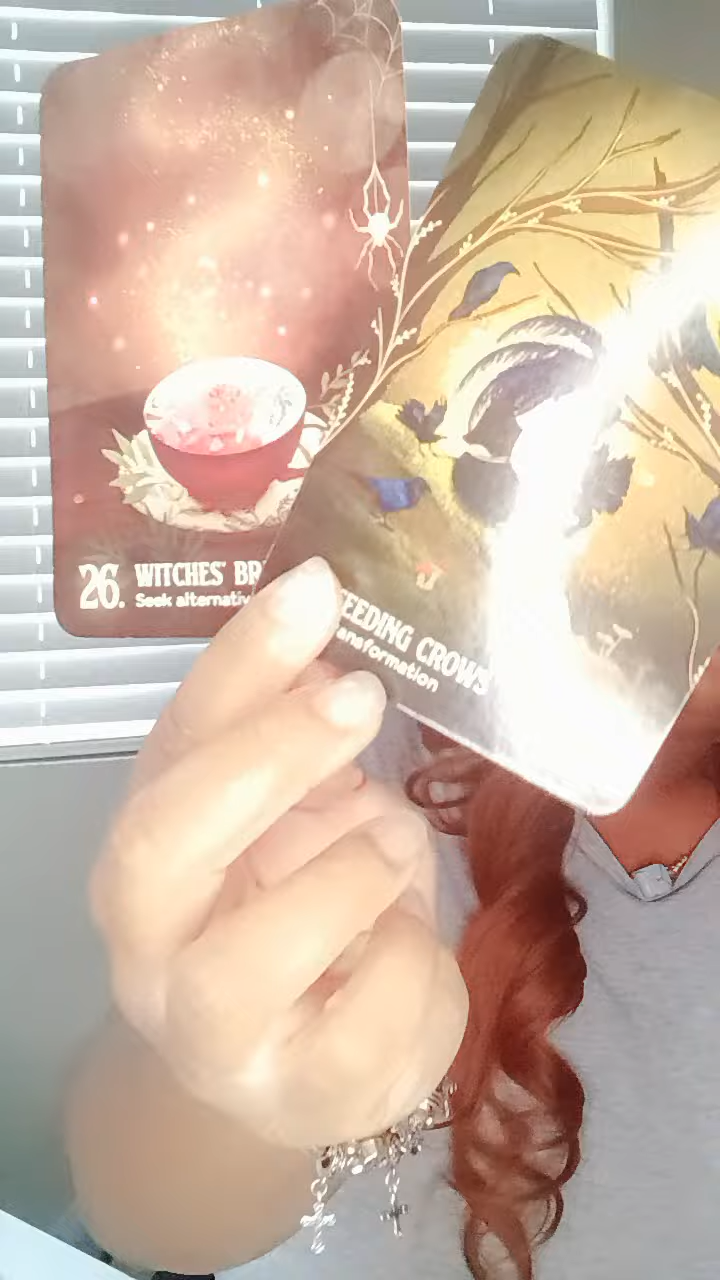 26. WITCHES' BR
Seek alternativ
EEDING CROWS
ansformation